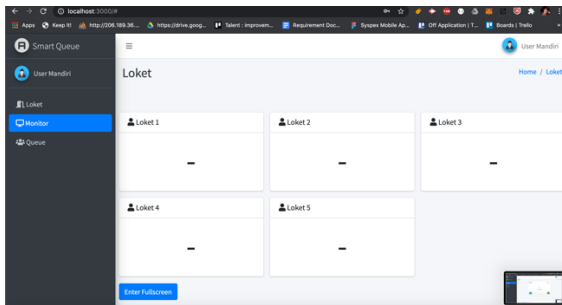 localhost:3000/#
Apps Keep It! http://206.189.36.... https://drive.goog... Talent : improvem... Requirement Doc... Syspex Mobile Ap... Off Application | T... Boards | Trello
Smart Queue
User Mandiri
User Mandiri
Loket
Home / Loket
Loket
Monitor
Queue
Loket 1
Loket 2
Loket 3
-
-
-
Loket 4
Loket 5
-
-
Enter Fullscreen